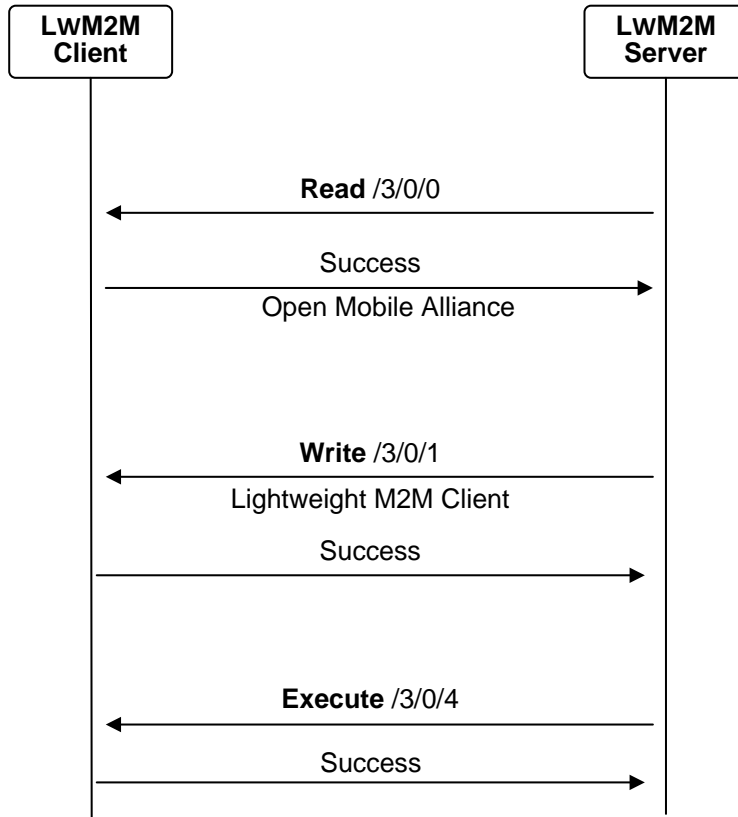 LwM2M
Client
LwM2M
Server
Read /3/0/0
Success
Open Mobile Alliance
Write /3/0/1
Lightweight M2M Client
Success
Execute /3/0/4
Success